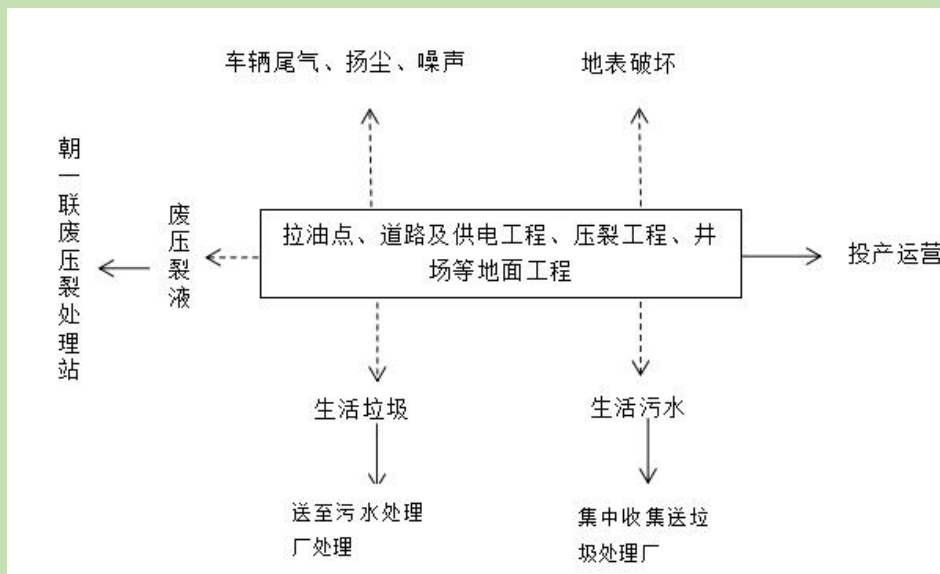 车辆尾气、扬尘、噪声
地表破坏
朝一联废压裂处理站
废压裂液
拉油点、道路及供电工程、压裂工程、井
场等地面工程
投产运营
生活垃圾
生活污水
送至污水处理
厂处理
集中收集送垃
圾处理厂